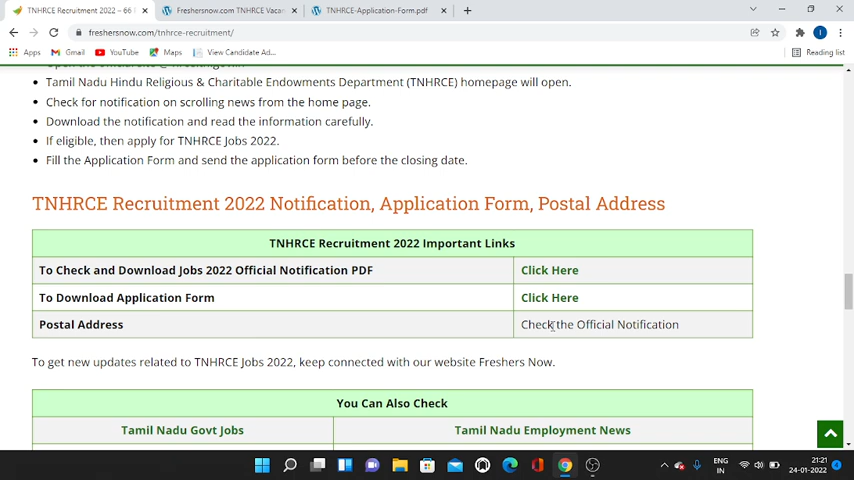 TNHRCE Recruitment 2022 – 66
Freshersnow.com TNHRCE Vacan
TNHRCE-Application-Form.pdf
freshersnow.com/tnhrce-recruitment/
Apps Gmail YouTube Maps View Candidate Ad... Reading list
Tamil Nadu Hindu Religious & Charitable Endowments Department (TNHRCE) homepage will open.
Check for notification on scrolling news from the home page.
Download the notification and read the information carefully.
If eligible, then apply for TNHRCE Jobs 2022.
Fill the Application Form and send the application form before the closing date.
TNHRCE Recruitment 2022 Notification, Application Form, Postal Address
TNHRCE Recruitment 2022 Important Links
To Check and Download Jobs 2022 Official Notification PDF Click Here
To Download Application Form Click Here
Postal Address Check the Official Notification
To get new updates related to TNHRCE Jobs 2022, keep connected with our website Freshers Now.
You Can Also Check
Tamil Nadu Govt Jobs Tamil Nadu Employment News
ENG 21:21
IN 24-01-2022